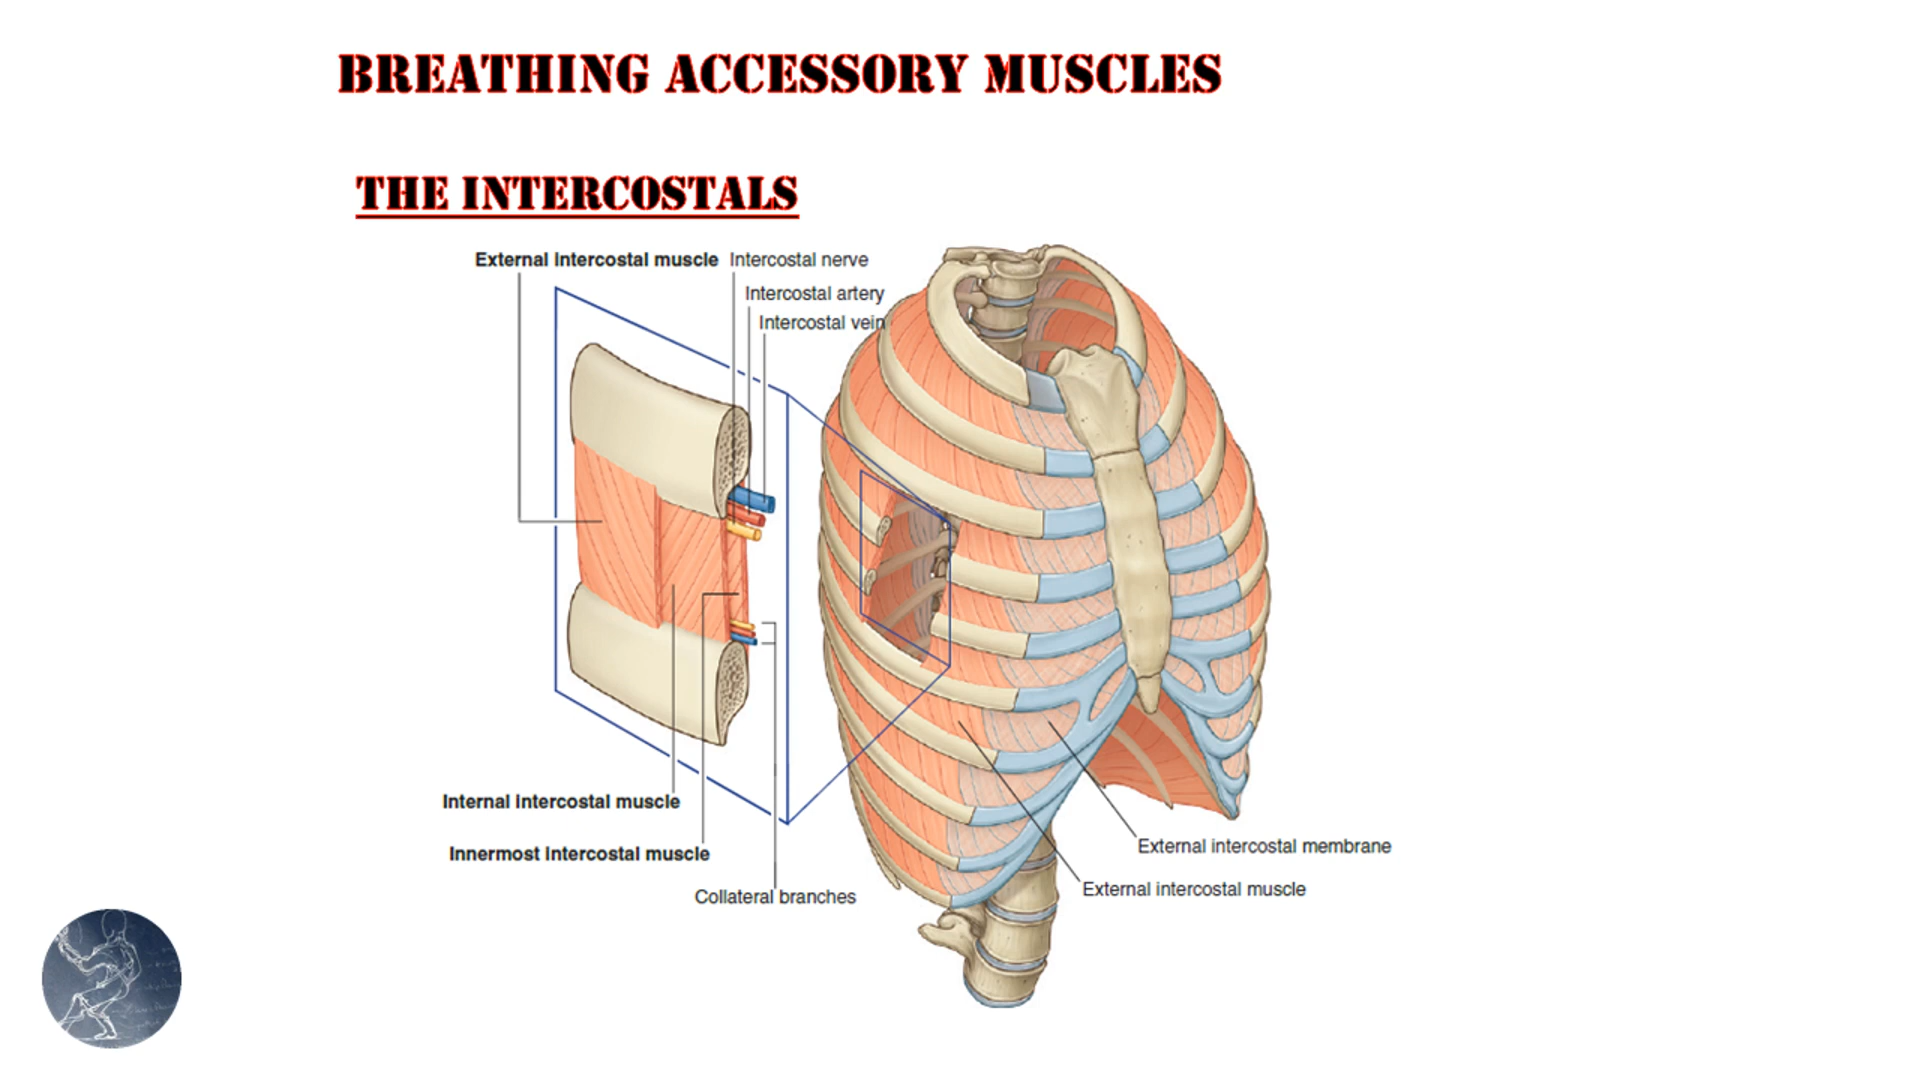 BREATHING ACCESSORY MUSCLES
THE INTERCOSTALS
External intercostal muscle
Intercostal nerve
Intercostal artery
Intercostal vein
Internal intercostal muscle
Innermost intercostal muscle
Collateral branches
External intercostal membrane
External intercostal muscle